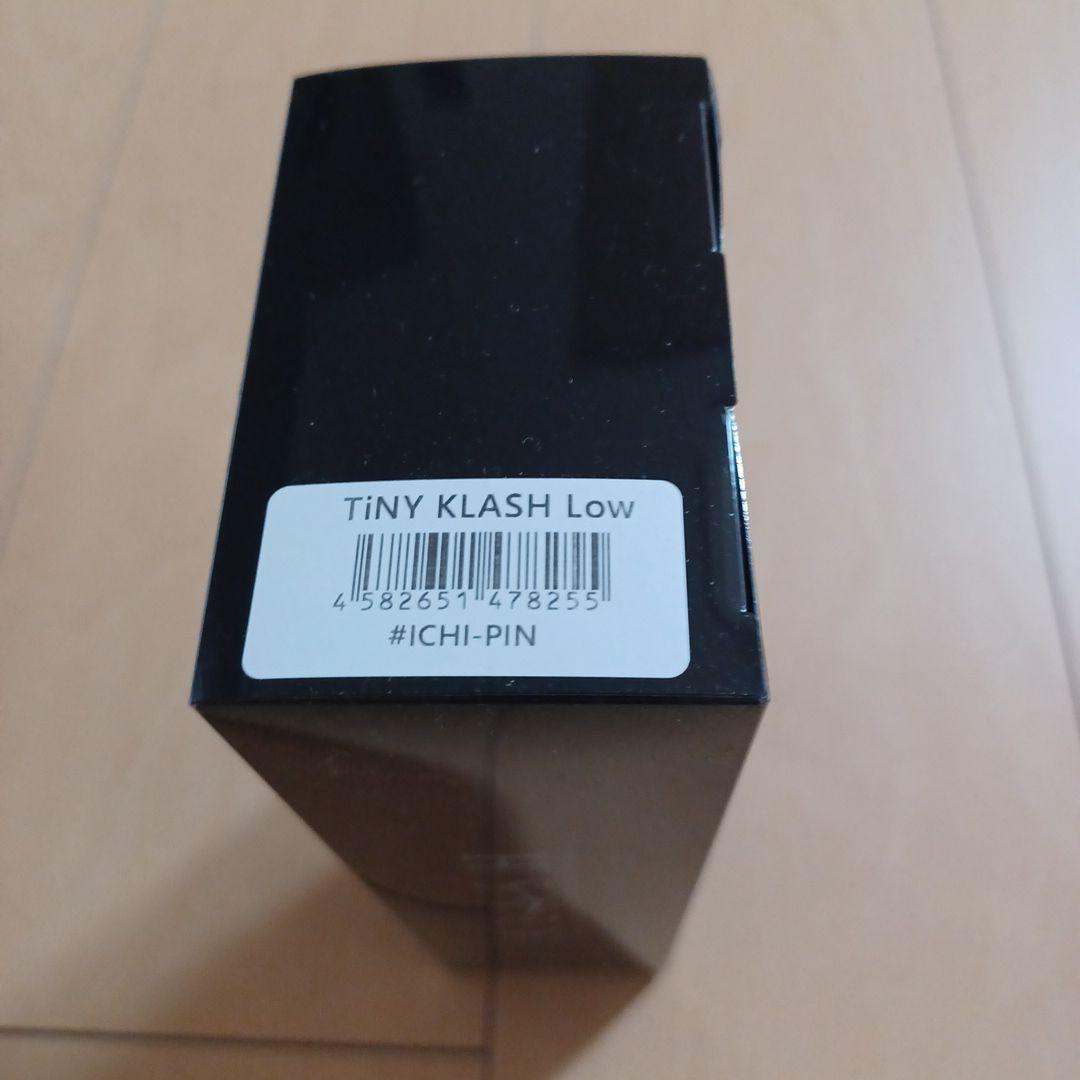 TiNY KLASH Low
4 582651 478255
#ICHI-PIN